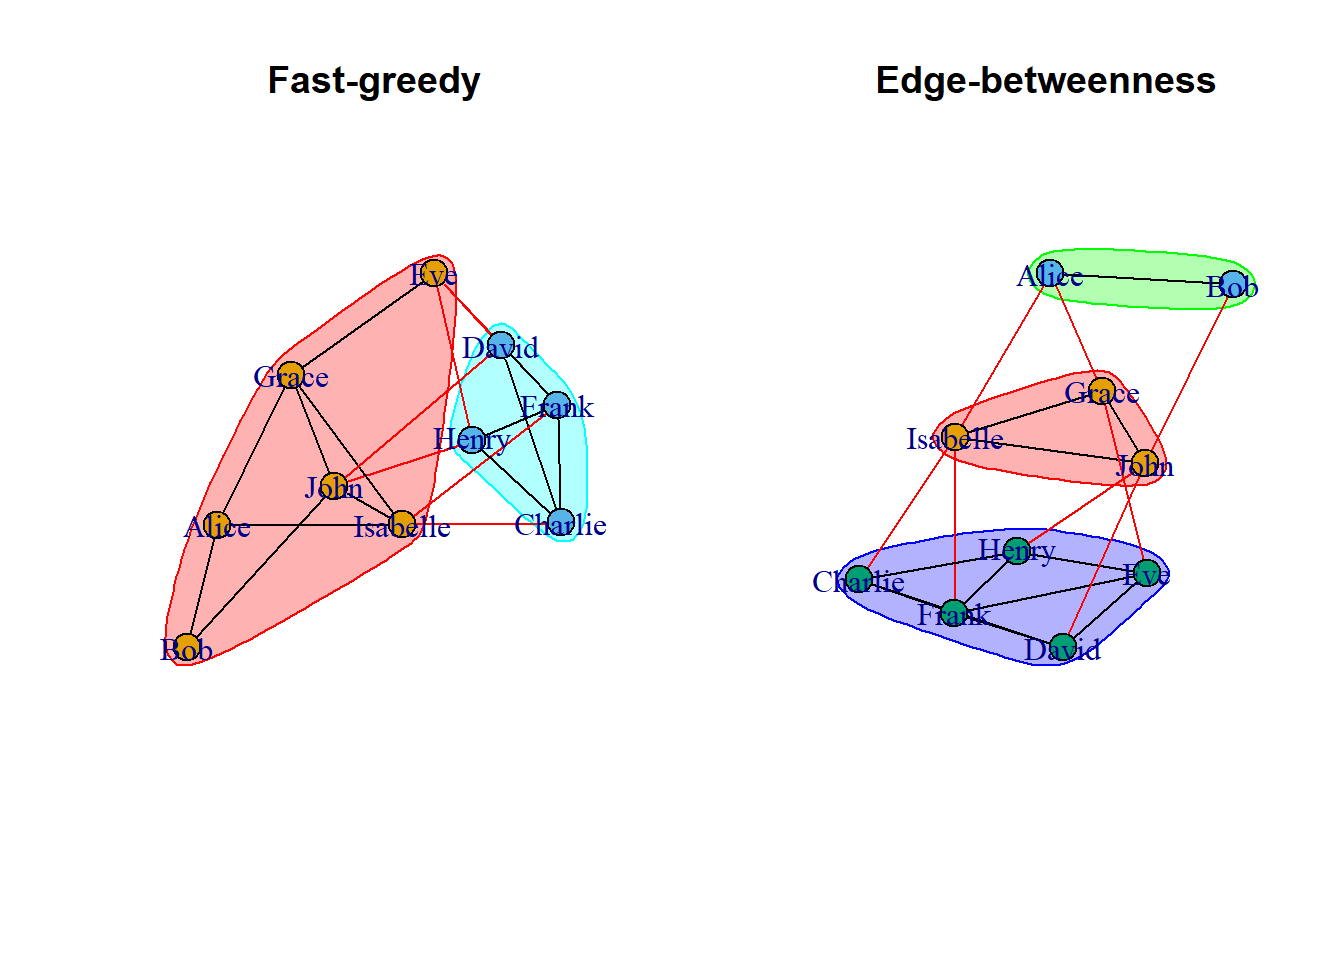 Fast-greedy
Eve
David
Grace
Frank
Henry
John
Alice
Isabelle
Charlie
Bob
Edge-betweenness
Alice
Bob
Grace
Isabelle
John
Henry
Eve
Charlie
Frank
David